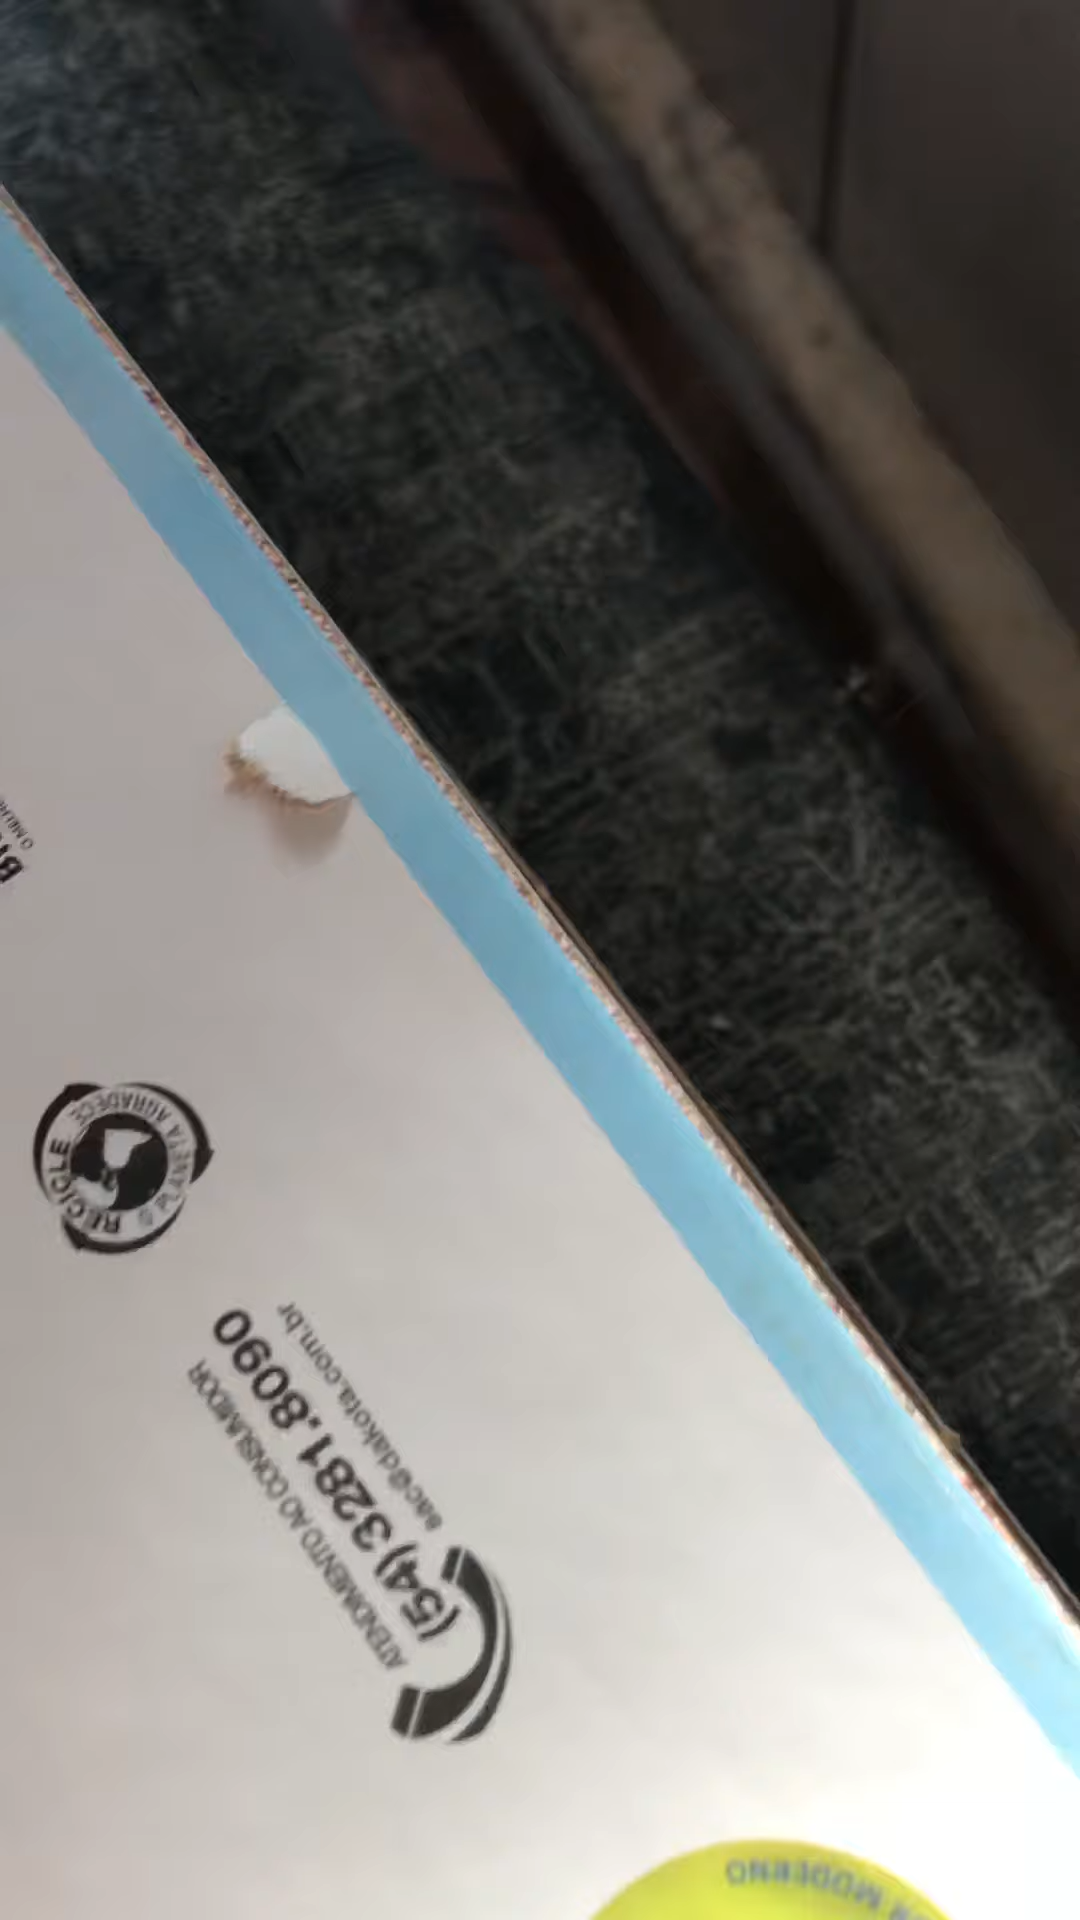 RECICLE
O PLANETA AGRADECE
ATENDIMENTO AO CONSUMIDOR
(54) 3281.8090
sac@dakota.com.br
MODERNO